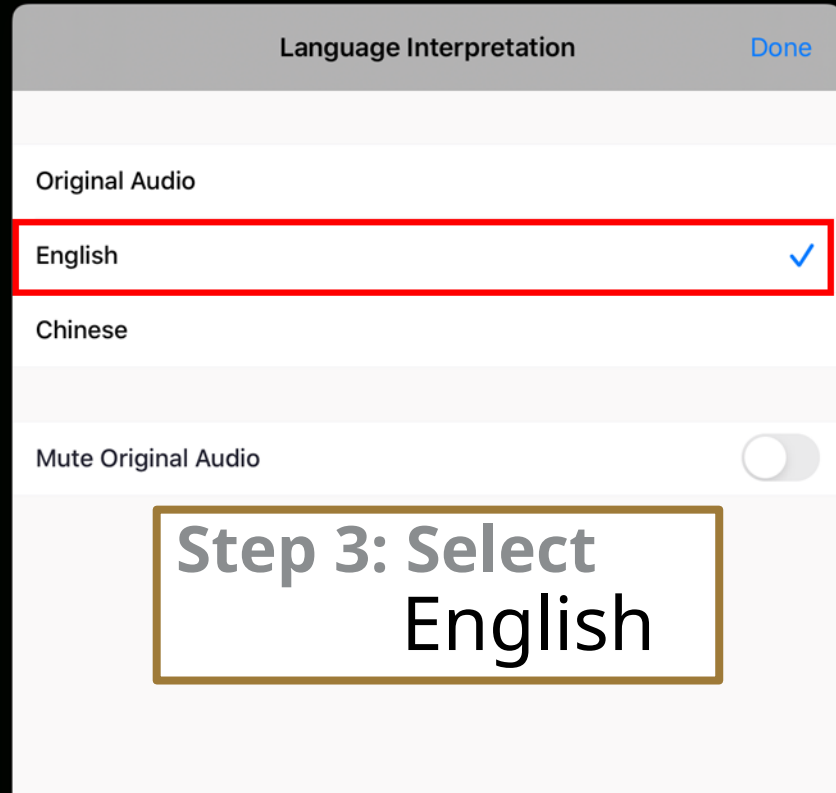 Language Interpretation Done
Original Audio
English
Chinese
Mute Original Audio
Step 3: Select
English